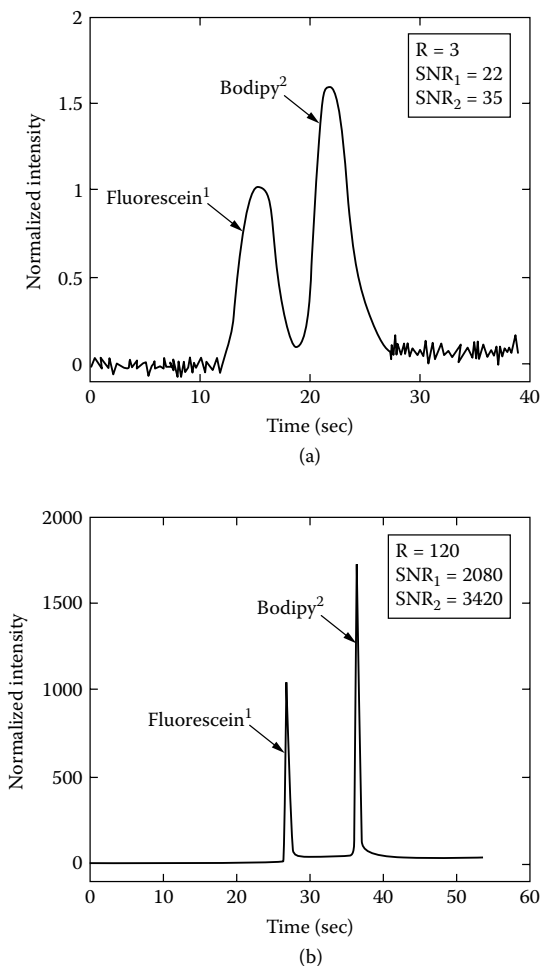 2
R = 3
SNR₁ = 22
SNR₂ = 35
Bodipy²
1.5
Fluorescein¹
1
Normalized intensity
0.5
0
0 10 20 30 40
Time (sec)
(a)
2000
R = 120
SNR₁ = 2080
SNR₂ = 3420
1500
Bodipy²
1000
Fluorescein¹
Normalized intensity
500
0
0 10 20 30 40 50 60
Time (sec)
(b)